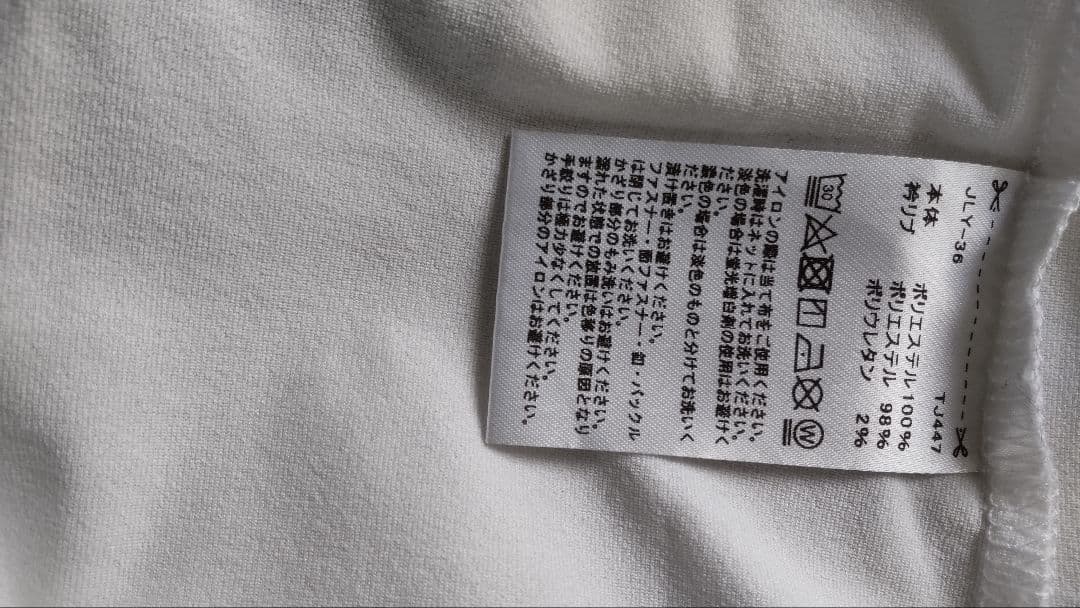 JLY-36 TJ447
本体 ポリエステル100%
衿リブ ポリエステル 98%
ポリウレタン 2%
30
W
アイロンの際は当て布をご使用ください。
洗濯時はネットに入れてお洗いください。
淡色の場合は蛍光増白剤の使用はお避けく
ださい。
濃色の場合は淡色のものと分けてお洗いく
ださい。
漬け置きはお避けください。
ファスナー・面ファスナー・釦・バックル
は閉じてお洗いください。
かざり部分のもみ洗いはお避けください。
濡れた状態での放置は色移りの原因となり
ますのでお避けください。
手絞りは極力少なくしてください。
かざり部分のアイロンはお避けください。